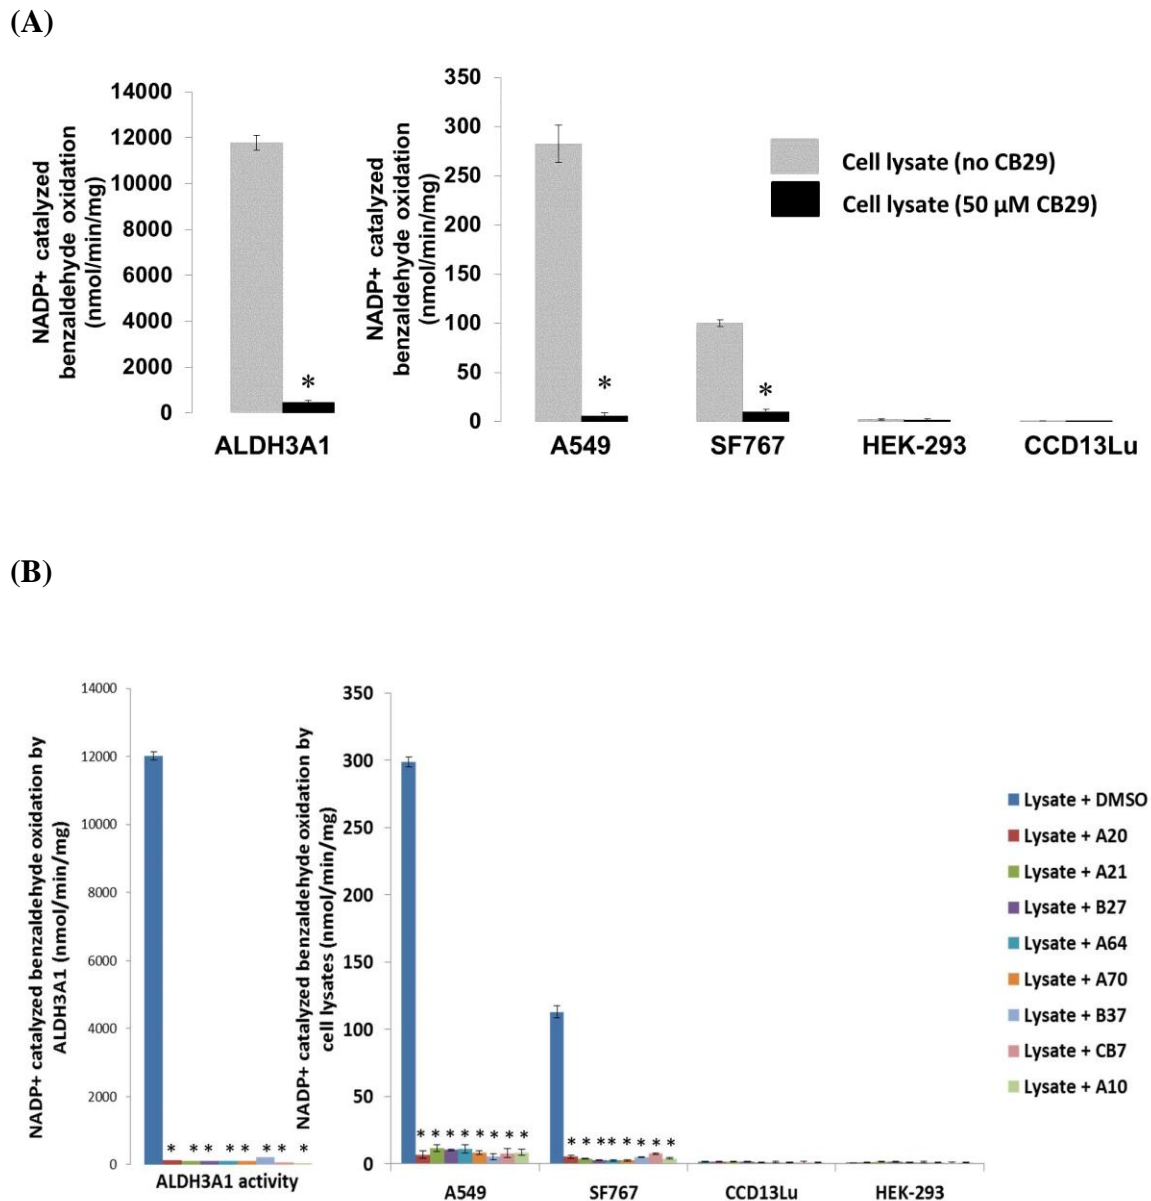 (A)
NADP+ catalyzed
benzaldehyde oxidation
(nmol/min/mg)
14000
12000
10000
8000
6000
4000
2000
0
*
ALDH3A1
NADP+ catalyzed
benzaldehyde oxidation
(nmol/min/mg)
350
300
250
200
150
100
50
0
*
*
A549
SF767
HEK-293
CCD13Lu
Cell lysate (no CB29)
Cell lysate (50 µM CB29)
(B)
NADP+ catalyzed benzaldehyde oxidation by
ALDH3A1 (nmol/min/mg)
14000
12000
10000
8000
6000
4000
2000
0
* * * * * * * *
ALDH3A1 activity
NADP+ catalyzed benzaldehyde oxidation by
cell lysates (nmol/min/mg)
350
300
250
200
150
100
50
0
* * * * * * * *
* * * * * * * *
A549
SF767
CCD13Lu
HEK-293
Lysate + DMSO
Lysate + A20
Lysate + A21
Lysate + B27
Lysate + A64
Lysate + A70
Lysate + B37
Lysate + CB7
Lysate + A10